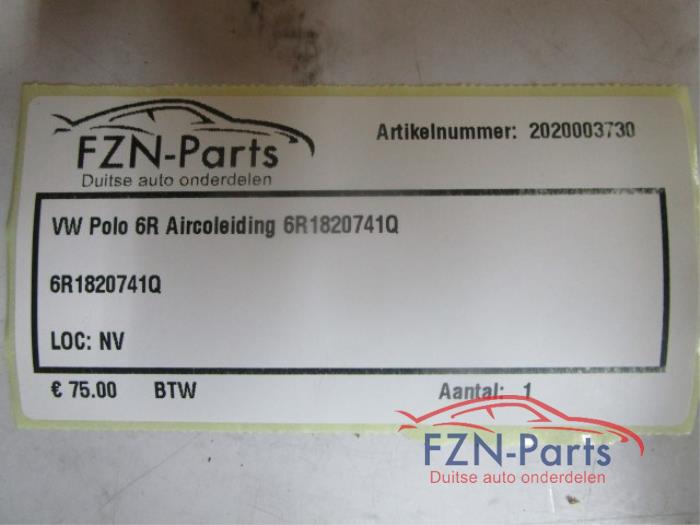 FZN-Parts
Duitse auto onderdelen
Artikelnummer: 2020003730
VW Polo 6R Aircoleiding 6R1820741Q
6R1820741Q
LOC: NV
€ 75.00 BTW Aantal: 1
FZN-Parts
Duitse auto onderdelen